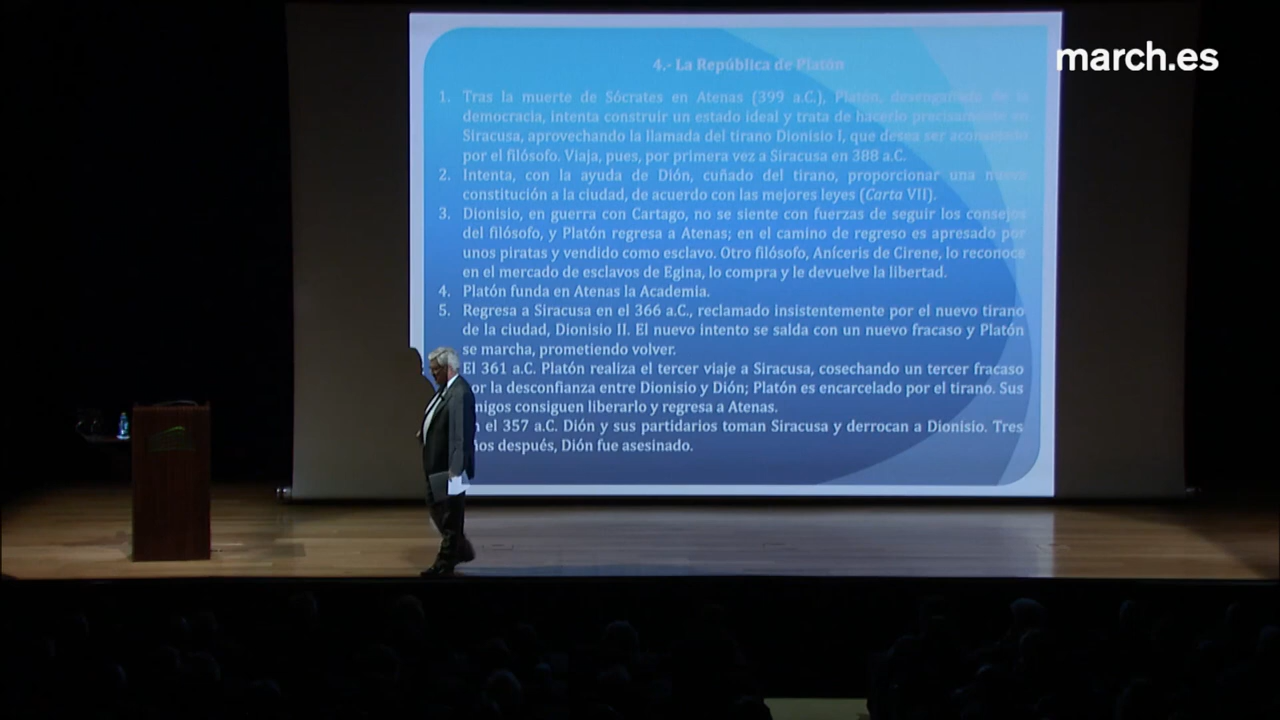 march.es
4.- La República de Platón
1. Tras la muerte de Sócrates en Atenas (399 a.C.), Platón, desengañado de la
democracia, intenta construir un estado ideal y trata de hacerlo precisamente en
Siracusa, aprovechando la llamada del tirano Dionisio I, que desea ser aconsejado
por el filósofo. Viaja, pues, por primera vez a Siracusa en 388 a.C.
2. Intenta, con la ayuda de Dión, cuñado del tirano, proporcionar una nueva
constitución a la ciudad, de acuerdo con las mejores leyes (Carta VII).
3. Dionisio, en guerra con Cartago, no se siente con fuerzas de seguir los consejos
del filósofo, y Platón regresa a Atenas; en el camino de regreso es apresado por
unos piratas y vendido como esclavo. Otro filósofo, Aníceris de Cirene, lo reconoce
en el mercado de esclavos de Egina, lo compra y le devuelve la libertad.
4. Platón funda en Atenas la Academia.
5. Regresa a Siracusa en el 366 a.C., reclamado insistentemente por el nuevo tirano
de la ciudad, Dionisio II. El nuevo intento se salda con un nuevo fracaso y Platón
se marcha, prometiendo volver.
El 361 a.C. Platón realiza el tercer viaje a Siracusa, cosechando un tercer fracaso
or la desconfianza entre Dionisio y Dión; Platón es encarcelado por el tirano. Sus
migos consiguen liberarlo y regresa a Atenas.
n el 357 a.C. Dión y sus partidarios toman Siracusa y derrocan a Dionisio. Tres
ños después, Dión fue asesinado.